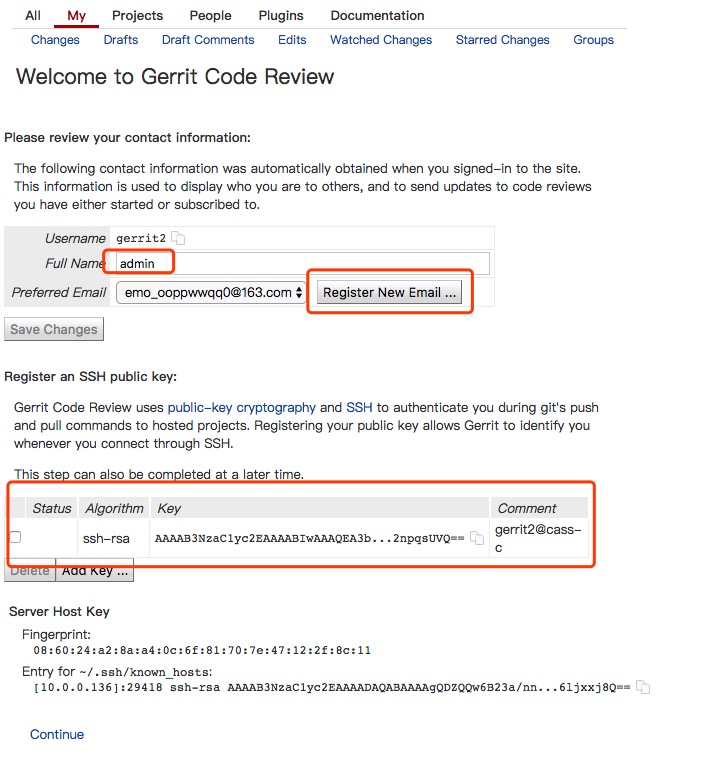 All My Projects People Plugins Documentation
Changes Drafts Draft Comments Edits Watched Changes Starred Changes Groups
Welcome to Gerrit Code Review
Please review your contact information:
The following contact information was automatically obtained when you signed-in to the site.
This information is used to display who you are to others, and to send updates to code reviews
you have either started or subscribed to.
Username gerrit2
Full Name admin
Preferred Email emo_ooppwwqq0@163.com Register New Email ...
Save Changes
Register an SSH public key:
Gerrit Code Review uses public-key cryptography and SSH to authenticate you during git's push
and pull commands to hosted projects. Registering your public key allows Gerrit to identify you
whenever you connect through SSH.
This step can also be completed at a later time.
Status Algorithm Key Comment
ssh-rsa AAAAB3NzaC1yc2EAAAABIwAAAQEA3b...2npqsUVQ== gerrit2@cass-
c
Delete Add Key ...
Server Host Key
Fingerprint:
08:60:24:a2:8a:a4:0c:6f:81:70:7e:47:12:2f:8c:11
Entry for ~/.ssh/known_hosts:
[10.0.0.136]:29418 ssh-rsa AAAAB3NzaC1yc2EAAAADAQABAAAAgQDZQQw6B23a/nn...6ljxxj8Q==
Continue